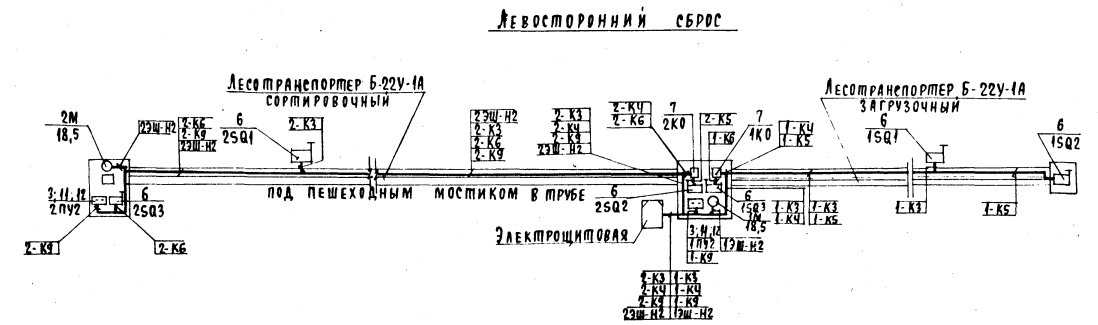 Левосторонний сброс
Лесотранспортер Б-22У-1А
сортировочный
Лесотранспортер Б-22У-1А
загрузочный
2М
18,5
2ЭШ-Н2
2-К6
2-К9
2ЭШ-Н2
6
2SQ1
2-К3
2ЭШ-Н2
2-К3
2-К6
2-К9
2-К3
2-К4
2-К9
2ЭШ-Н2
2-К4
2-К6
7
2К0
2-К5
1-К6
7
1К0
1-К4
1-К5
6
1SQ1
6
1SQ2
под пешеходным мостиком в трубе
3; 11; 12
2ПУ2
6
2SQ3
2-К9
2-К6
6
2SQ2
Электрощитовая
3; 11, 12
1ПУ2
1-К9
6
1SQ3
1М
18,5
1ЭШ-Н2
1-К3
1-К4
1-К3
1-К5
1-К3
1-К5
2-К3 1-К3
2-К4 1-К4
2-К9 1-К9
2ЭШ-Н2 1ЭШ-Н2